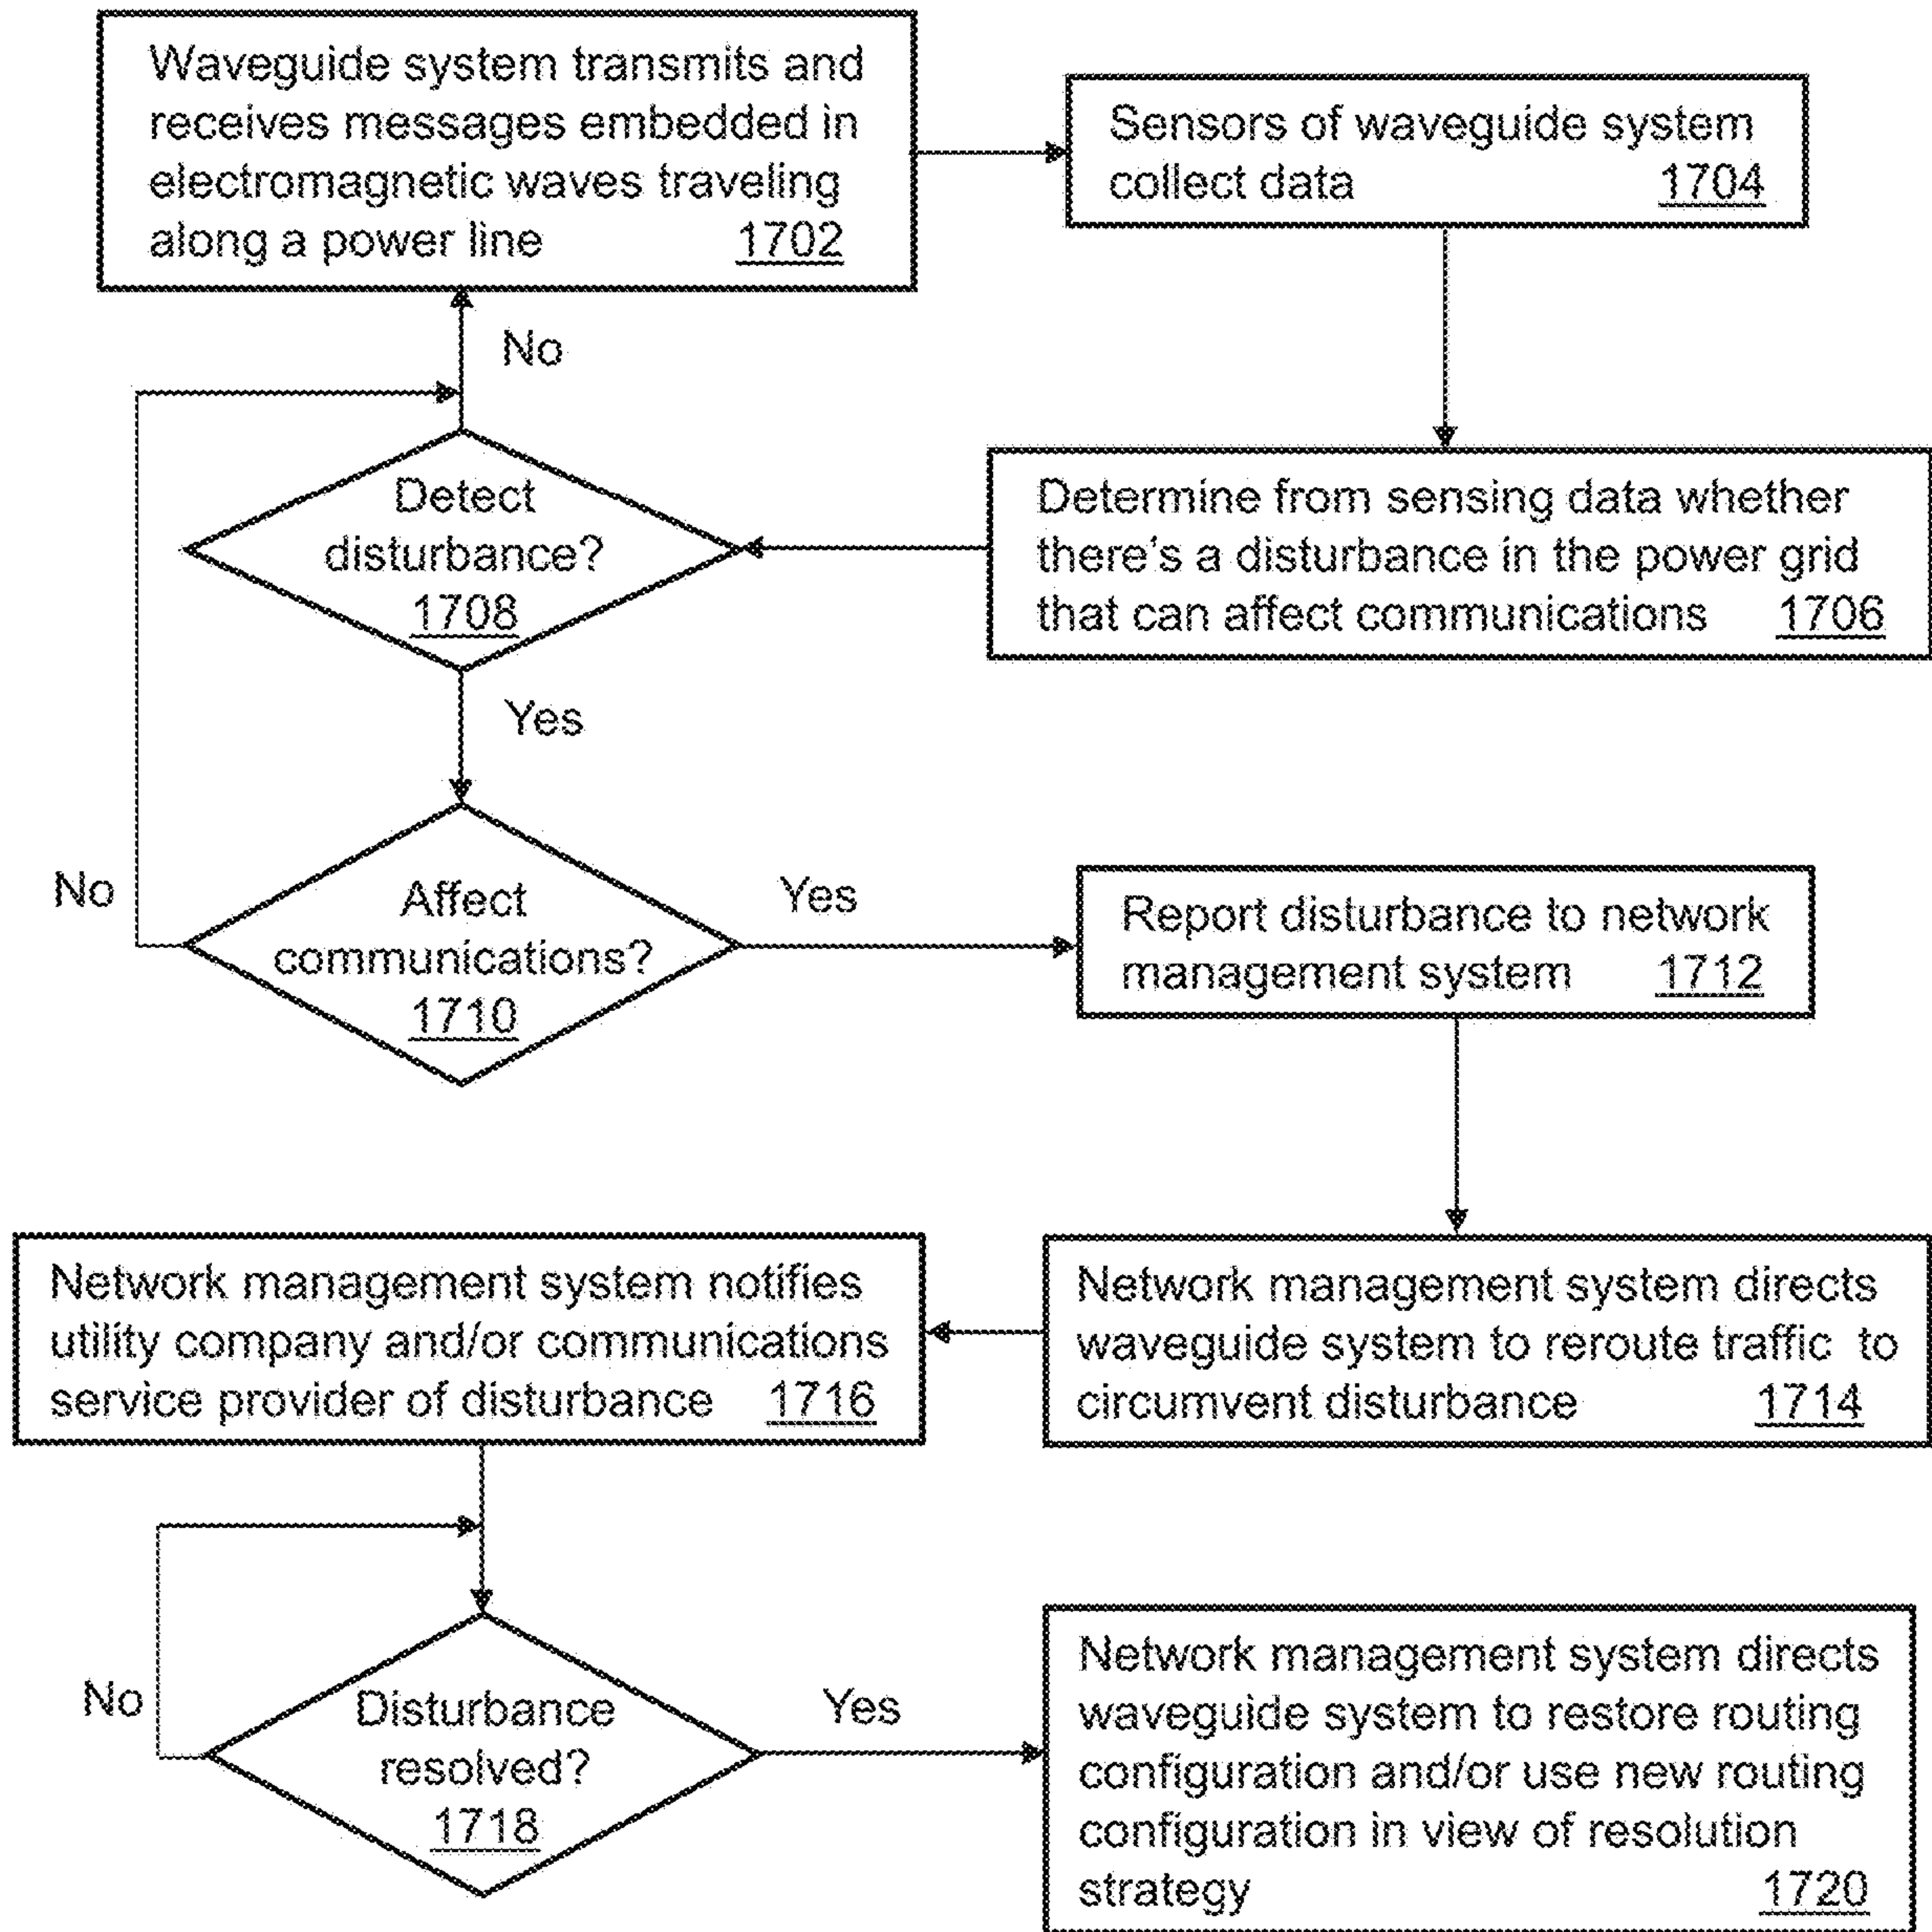 Waveguide system transmits and
receives messages embedded in
electromagnetic waves traveling
along a power line 1702
Sensors of waveguide system
collect data 1704
No
Detect
disturbance?
1708
Determine from sensing data whether
there's a disturbance in the power grid
that can affect communications 1706
Yes
No
Affect
communications?
1710
Yes
Report disturbance to network
management system 1712
Network management system notifies
utility company and/or communications
service provider of disturbance 1716
Network management system directs
waveguide system to reroute traffic to
circumvent disturbance 1714
No
Disturbance
resolved?
1718
Yes
Network management system directs
waveguide system to restore routing
configuration and/or use new routing
configuration in view of resolution
strategy 1720